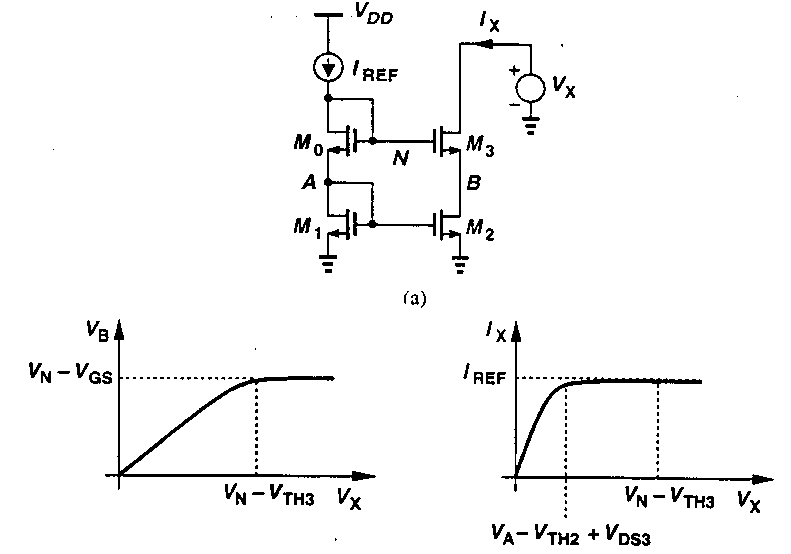 V_DD
I_X
I_REF
+
−
V_X
M_0
N
M_3
A
B
M_1
M_2
(a)
V_B
V_N − V_GS
V_N − V_TH3
V_X
I_X
I_REF
V_N − V_TH3
V_X
V_A − V_TH2 + V_DS3